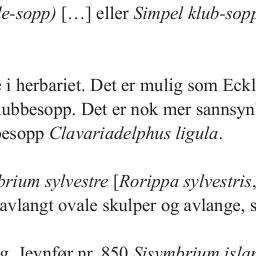 le-sopp) […] eller Simpel klub-sopp
i herbariet. Det er mulig som Eckl
lubbesopp. Det er nok mer sannsyn
besopp Clavariadelphus ligula.
brium sylvestre [Rorippa sylvestris,
avlangt ovale skulper og avlange, s
g. Jevnfør nr. 850 Sisymbrium islan